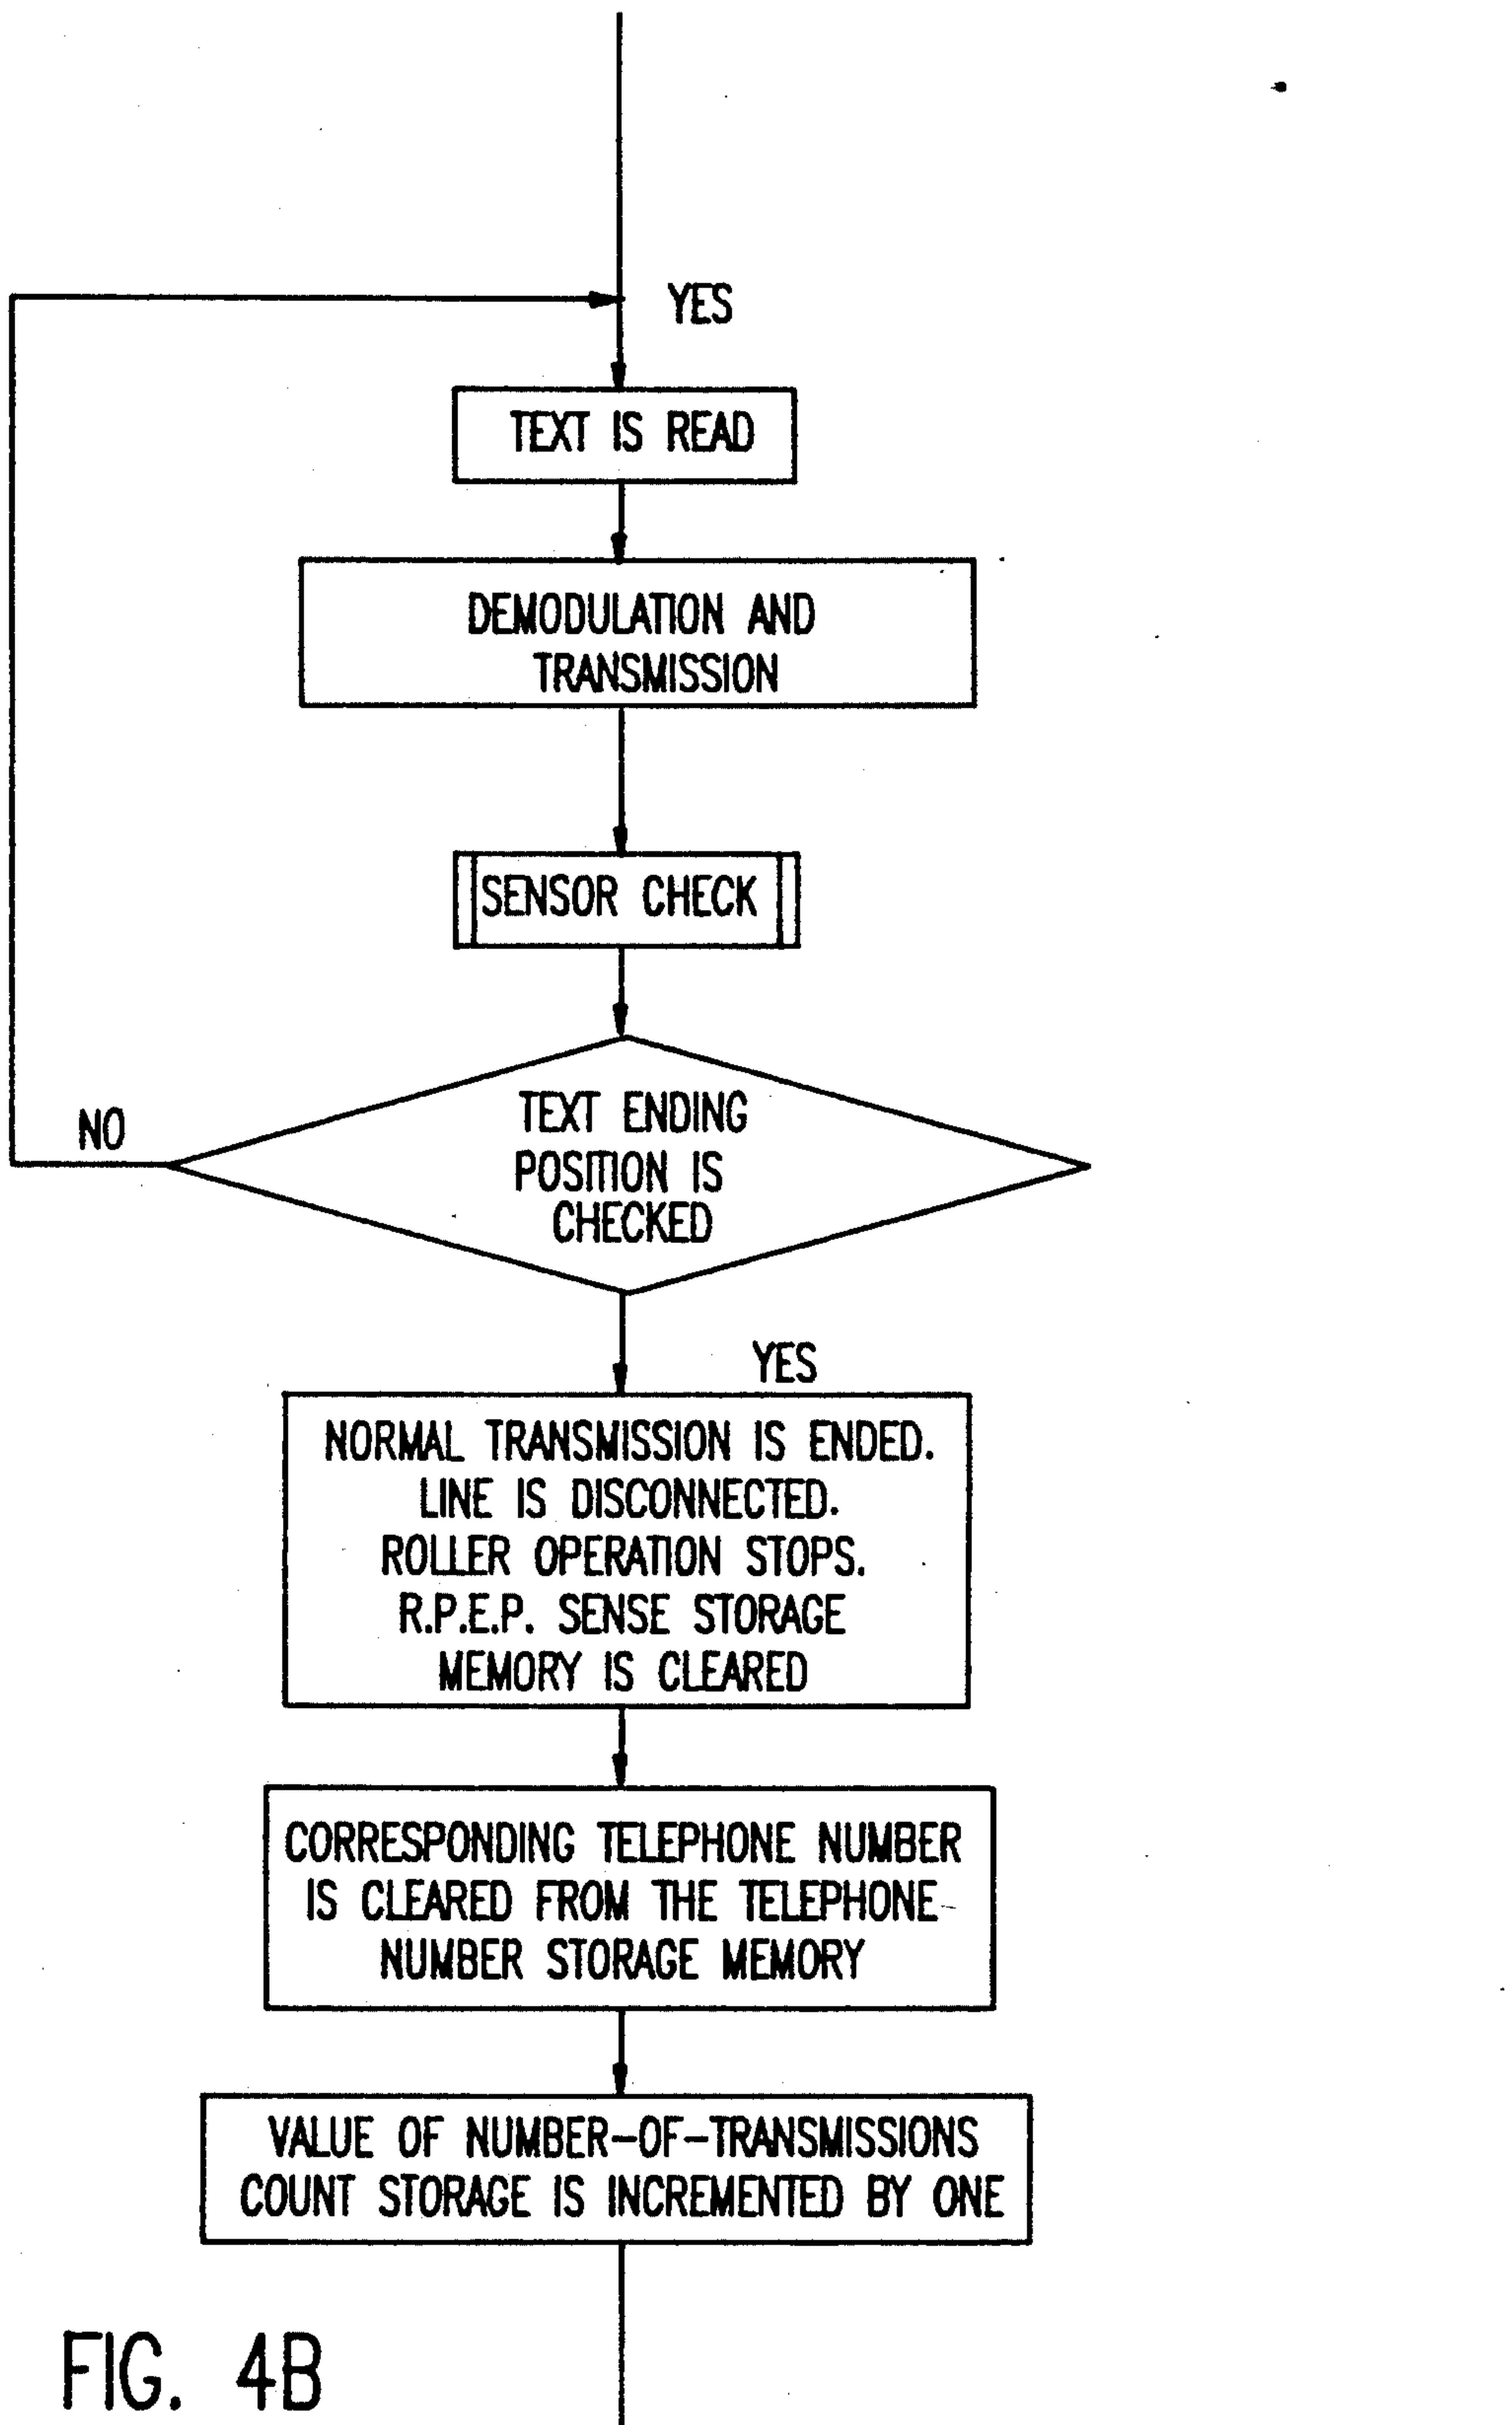 YES
TEXT IS READ
DEMODULATION AND
TRANSMISSION
SENSOR CHECK
TEXT ENDING
POSITION IS
CHECKED
NO
YES
NORMAL TRANSMISSION IS ENDED.
LINE IS DISCONNECTED.
ROLLER OPERATION STOPS.
R.P.E.P. SENSE STORAGE
MEMORY IS CLEARED
CORRESPONDING TELEPHONE NUMBER
IS CLEARED FROM THE TELEPHONE
NUMBER STORAGE MEMORY
VALUE OF NUMBER-OF-TRANSMISSIONS
COUNT STORAGE IS INCREMENTED BY ONE
FIG. 4B